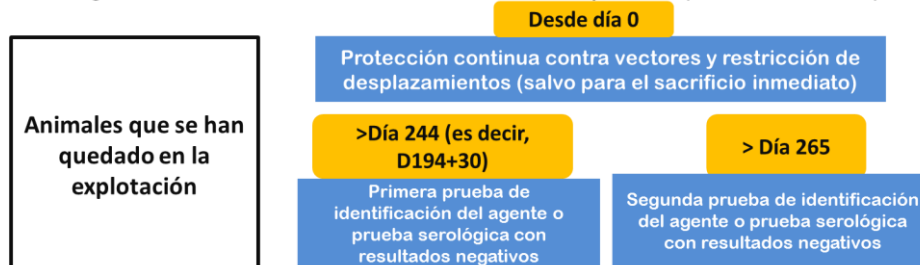 Desde día 0
Protección continua contra vectores y restricción de
desplazamientos (salvo para el sacrificio inmediato)
Animales que se han
quedado en la
explotación
>Día 244 (es decir,
D194+30)
Primera prueba de
identificación del agente o
prueba serológica con
resultados negativos
> Día 265
Segunda prueba de identificación
del agente o prueba serológica
con resultados negativos